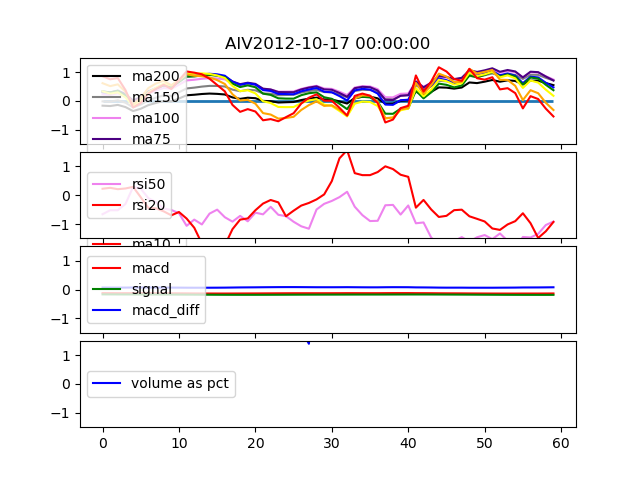 AIV2012-10-17 00:00:00
1
0
−1
ma200
ma150
ma100
ma75
1
0
−1
rsi50
rsi20
ma10
1
0
−1
macd
signal
macd_diff
1
0
−1
volume as pct
0 10 20 30 40 50 60